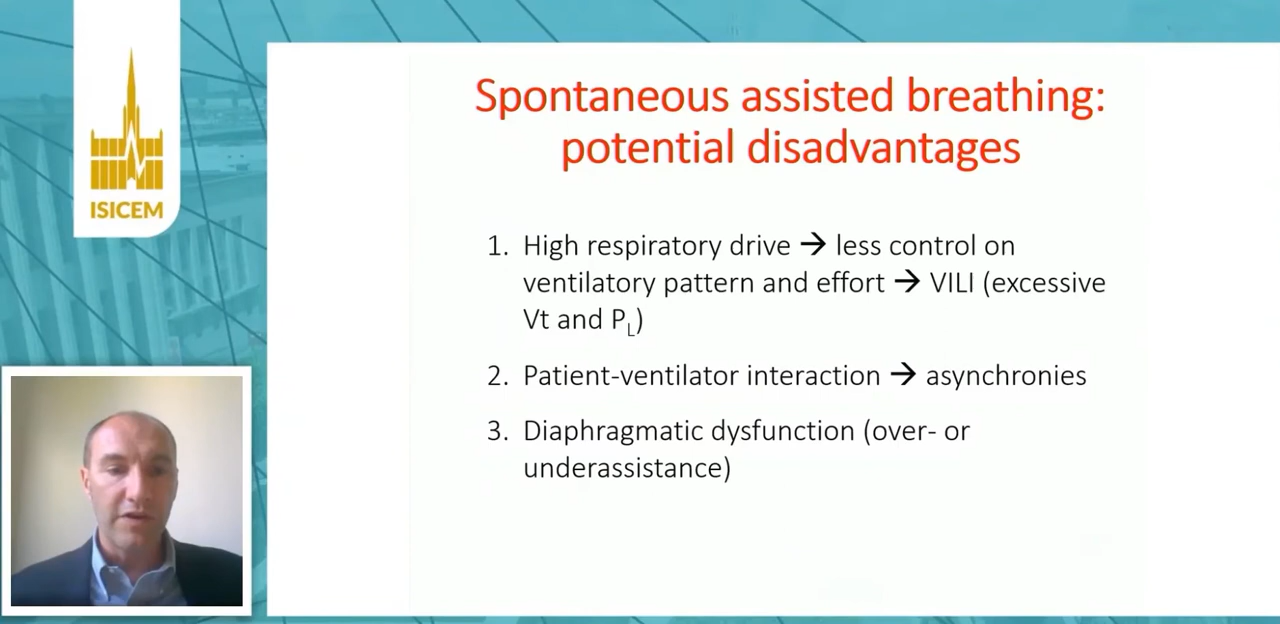 ISICEM
Spontaneous assisted breathing:
potential disadvantages
1. High respiratory drive → less control on
ventilatory pattern and effort → VILI (excessive
Vt and PL)
2. Patient-ventilator interaction → asynchronies
3. Diaphragmatic dysfunction (over- or
underassistance)